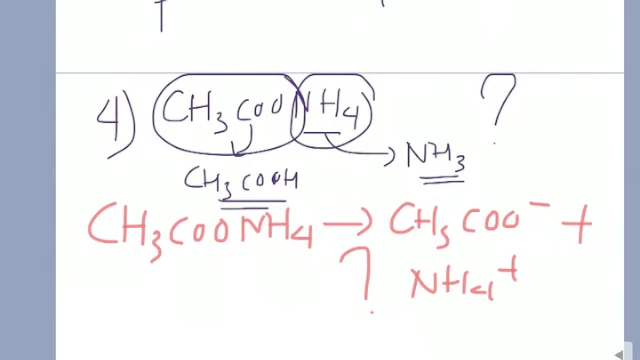 4) CH3COONH4 ?
→ NH3
CH3COOH
CH3COONH4 → CH3COO⁻ +
? NH4⁺